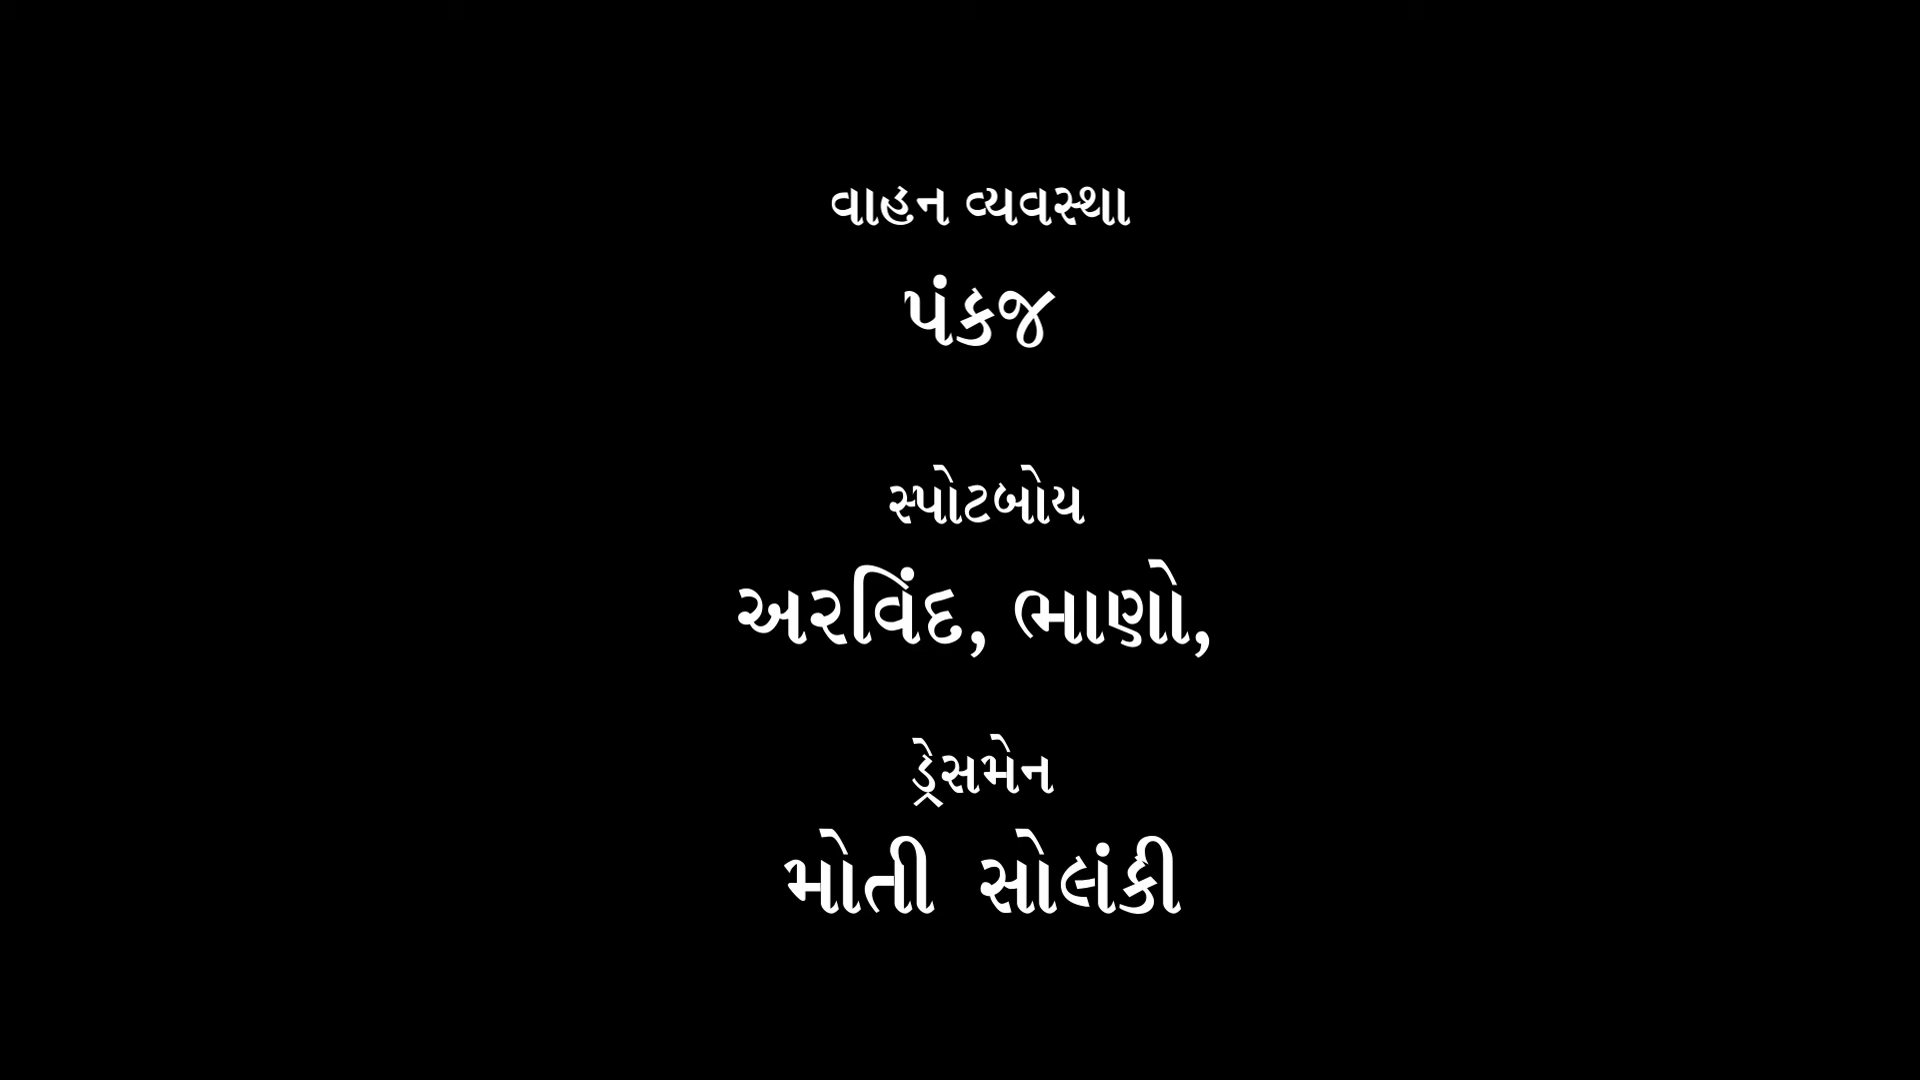 વાહન વ્યવસ્થા
પંકજ
સ્પોટબોય
અરવિંદ, ભાણો,
ડ્રેસમેન
મોતી સોલંકી